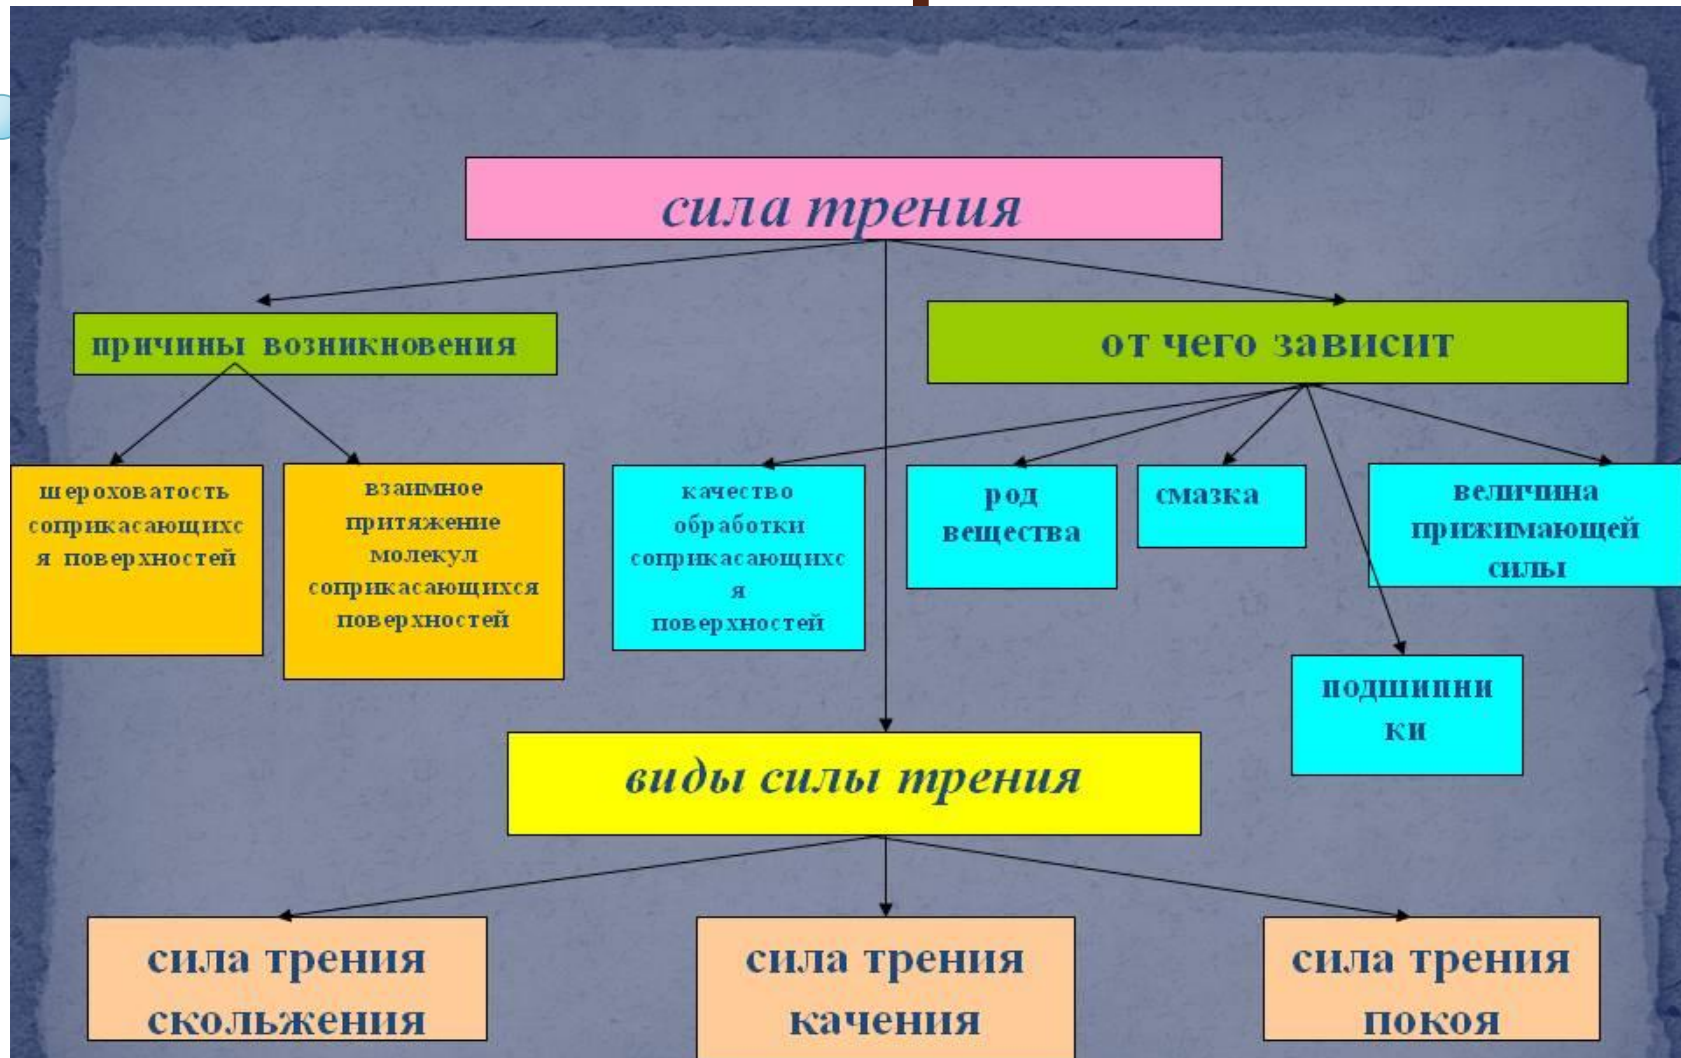 сила трения
причины возникновения
от чего зависит
шероховатость
соприкасающихс
я поверхностей
взаимное
притяжение
молекул
соприкасающихся
поверхностей
качество
обработки
соприкасающихс
я
поверхностей
род
вещества
смазка
величина
прижимающей
силы
подшипни
ки
виды силы трения
сила трения
скольжения
сила трения
качения
сила трения
покоя